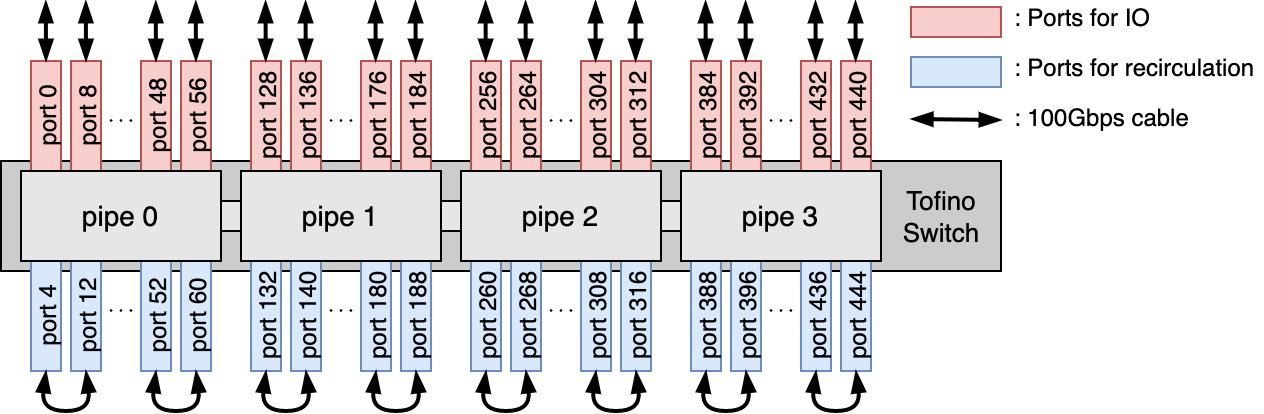 port 0
port 8
...
port 48
port 56
port 128
port 136
...
port 176
port 184
port 256
port 264
...
port 304
port 312
port 384
port 392
...
port 432
port 440
: Ports for IO
: Ports for recirculation
: 100Gbps cable
pipe 0
pipe 1
pipe 2
pipe 3
Tofino
Switch
port 4
port 12
...
port 52
port 60
port 132
port 140
...
port 180
port 188
port 260
port 268
...
port 308
port 316
port 388
port 396
...
port 436
port 444